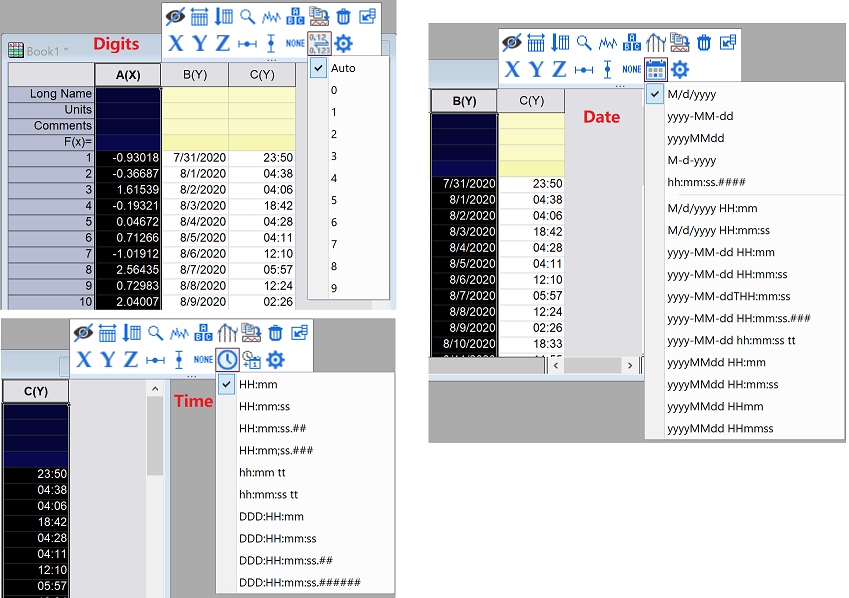 X Y Z NONE 0.12 0.123
Book1 *
Digits
A(X) B(Y) C(Y)
Long Name
Units
Comments
F(x)=
1 -0.93018 7/31/2020 23:50
2 -0.36687 8/1/2020 04:38
3 1.61539 8/2/2020 04:06
4 -0.19321 8/3/2020 18:42
5 0.04672 8/4/2020 04:28
6 0.71266 8/5/2020 04:11
7 -1.01912 8/6/2020 12:10
8 2.56435 8/7/2020 05:57
9 0.72983 8/8/2020 12:24
10 2.04007 8/9/2020 02:26
Auto
0
1
2
3
4
5
6
7
8
9
X Y Z NONE
B(Y) C(Y)
Date
7/31/2020 23:50
8/1/2020 04:38
8/2/2020 04:06
8/3/2020 18:42
8/4/2020 04:28
8/5/2020 04:11
8/6/2020 12:10
8/7/2020 05:57
8/8/2020 12:24
8/9/2020 02:26
8/10/2020 18:33
M/d/yyyy
yyyy-MM-dd
yyyyMMdd
M-d-yyyy
hh:mm:ss.####
M/d/yyyy HH:mm
M/d/yyyy HH:mm:ss
yyyy-MM-dd HH:mm
yyyy-MM-dd HH:mm:ss
yyyy-MM-ddTHH:mm:ss
yyyy-MM-dd HH:mm:ss.###
yyyy-MM-dd hh:mm:ss tt
yyyyMMdd HH:mm
yyyyMMdd HH:mm:ss
yyyyMMdd HHmm
yyyyMMdd HHmmss
X Y Z NONE
C(Y)
Time
23:50
04:38
04:06
18:42
04:28
04:11
12:10
05:57
HH:mm
HH:mm:ss
HH:mm:ss.##
HH:mm;ss.###
hh:mm tt
hh:mm:ss tt
DDD:HH:mm
DDD:HH:mm:ss
DDD:HH:mm:ss.##
DDD:HH:mm:ss.######